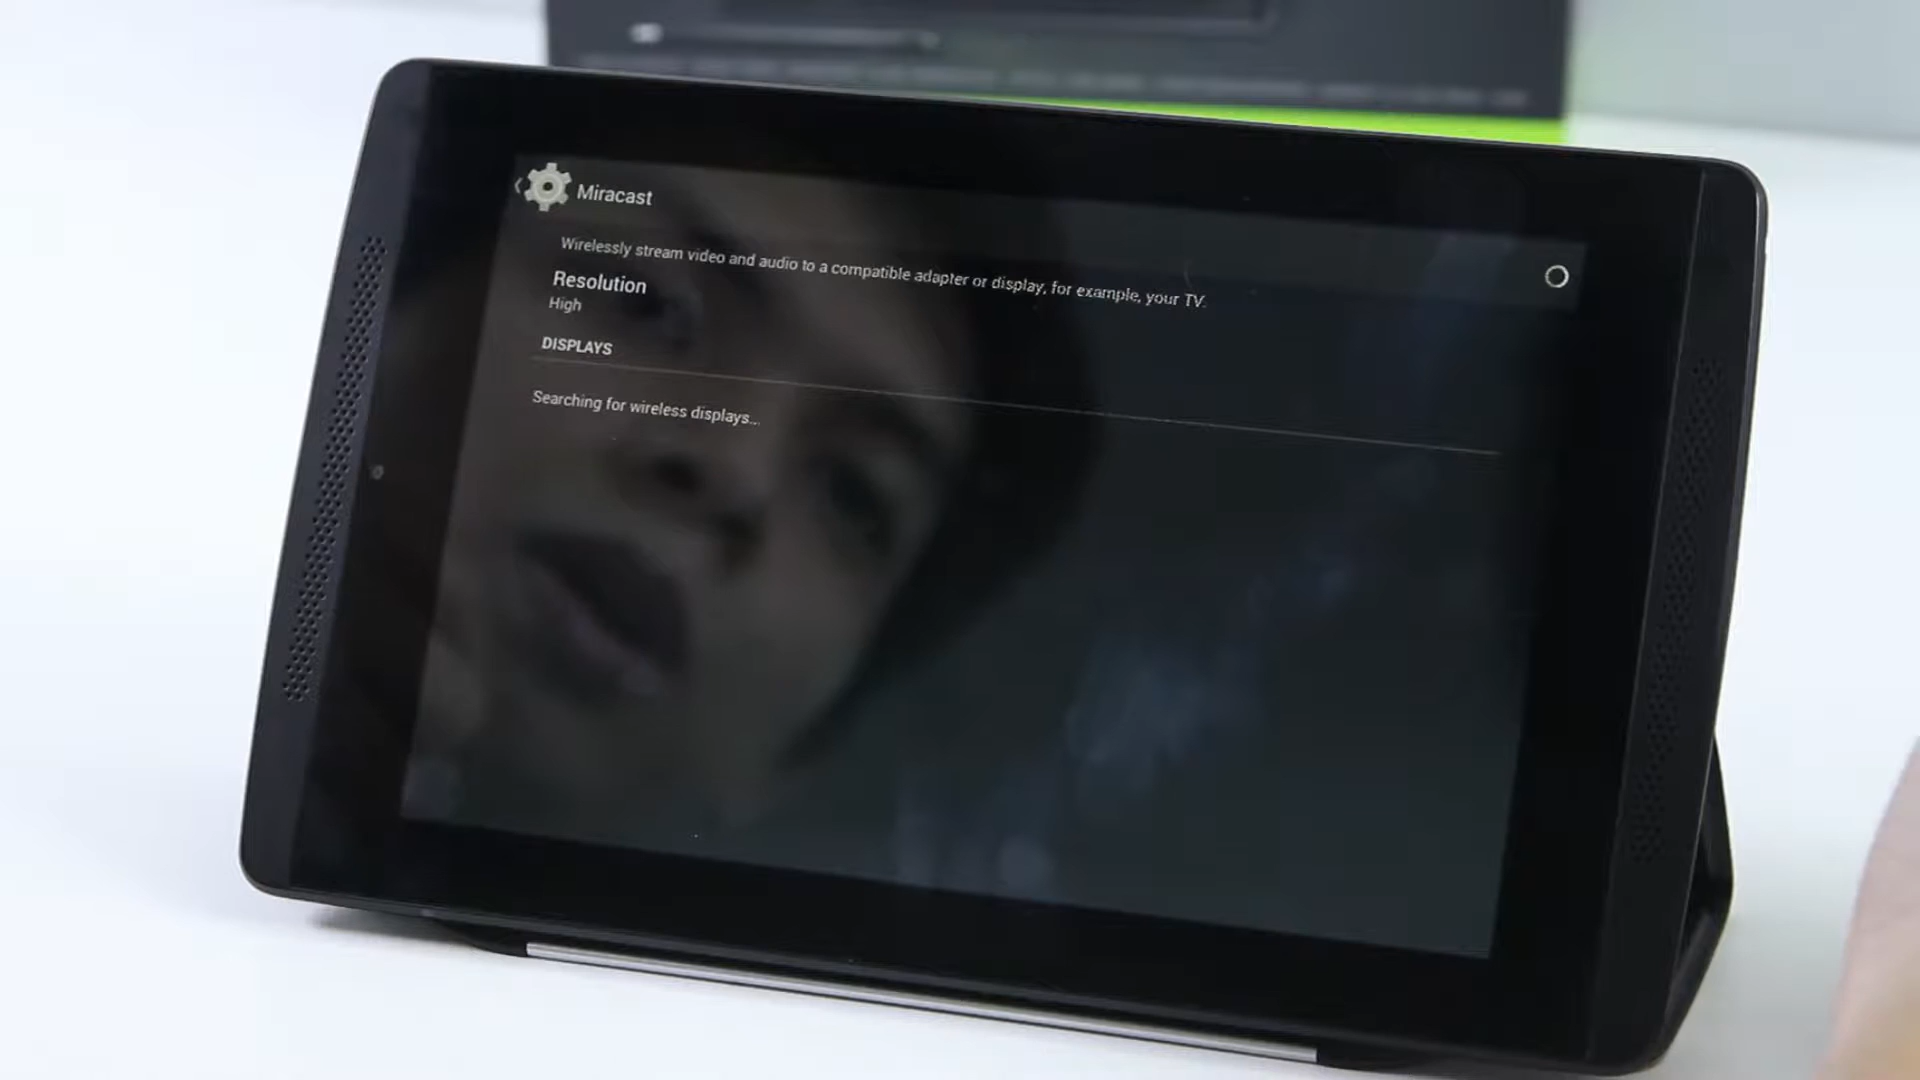 Miracast
Wirelessly stream video and audio to a compatible adapter or display, for example, your TV.
Resolution
High
DISPLAYS
Searching for wireless displays...